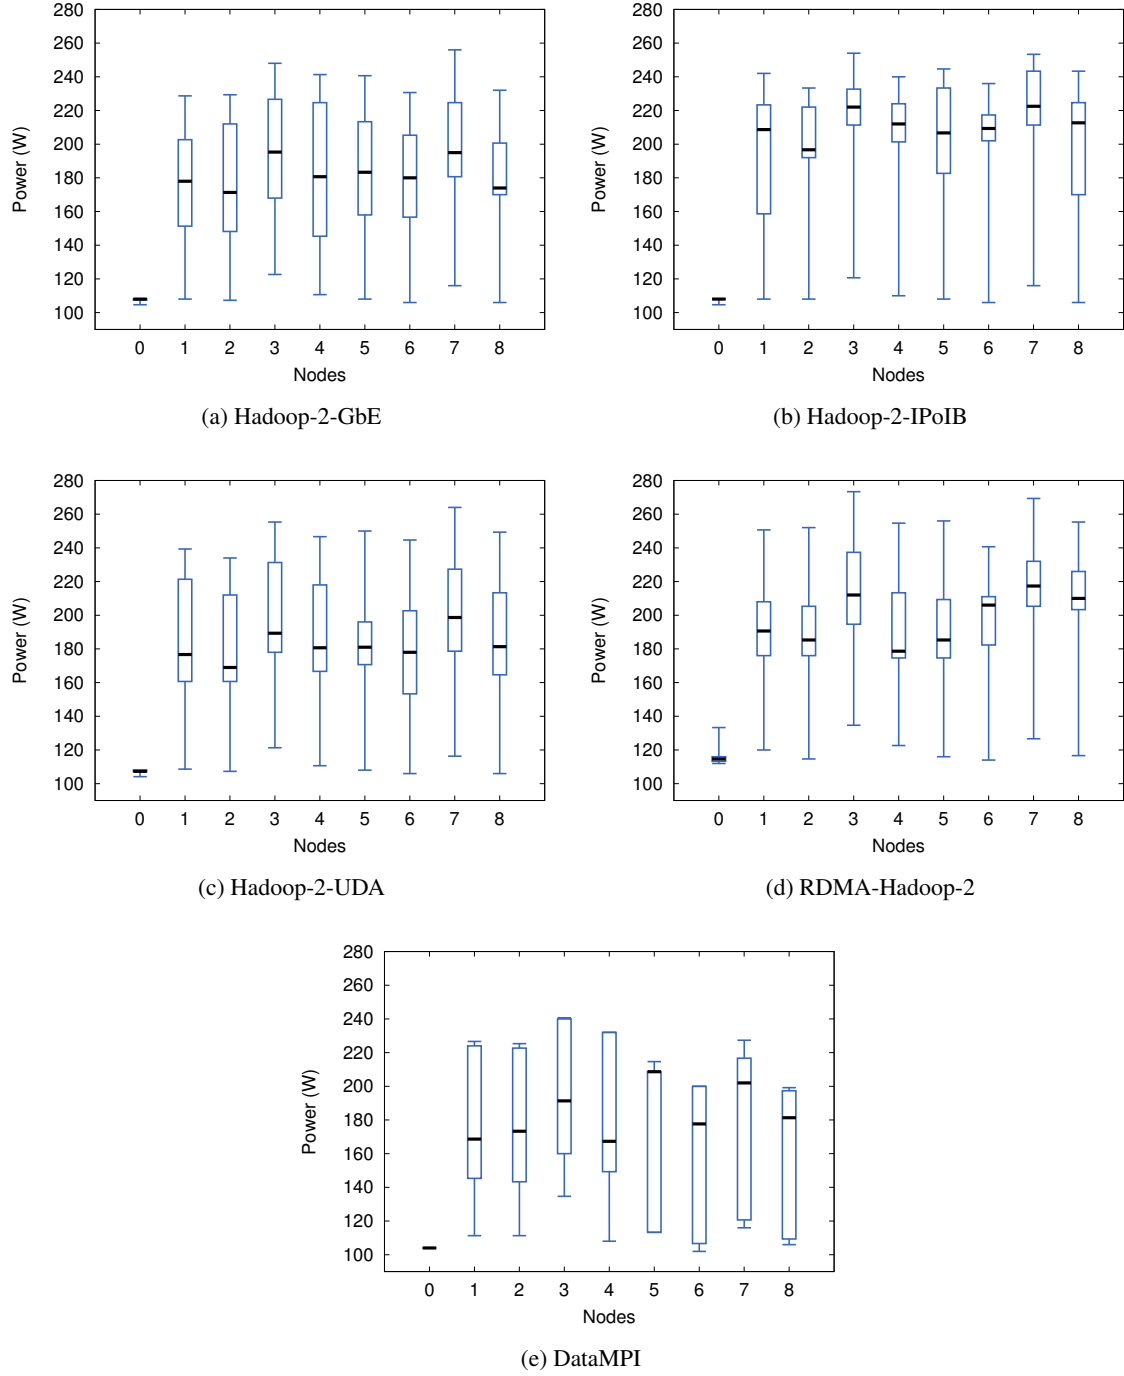 280
260
240
220
200
180
160
140
120
100
Power (W)
0 1 2 3 4 5 6 7 8
Nodes
(a) Hadoop-2-GbE
280
260
240
220
200
180
160
140
120
100
Power (W)
0 1 2 3 4 5 6 7 8
Nodes
(b) Hadoop-2-IPoIB
280
260
240
220
200
180
160
140
120
100
Power (W)
0 1 2 3 4 5 6 7 8
Nodes
(c) Hadoop-2-UDA
280
260
240
220
200
180
160
140
120
100
Power (W)
0 1 2 3 4 5 6 7 8
Nodes
(d) RDMA-Hadoop-2
280
260
240
220
200
180
160
140
120
100
Power (W)
0 1 2 3 4 5 6 7 8
Nodes
(e) DataMPI